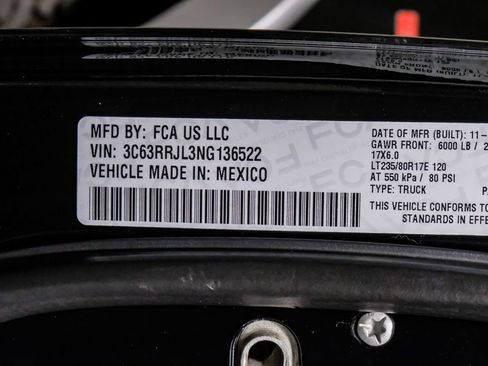 MFD BY: FCA US LLC
VIN: 3C63RRJL3NG136522
VEHICLE MADE IN: MEXICO
DATE OF MFR (BUILT): 11-
GAWR FRONT: 6000 LB / 2
17X6.0
LT235/80R17E 120
AT 550 kPa / 80 PSI
TYPE: TRUCK
THIS VEHICLE CONFORMS TO
STANDARDS IN EFFE